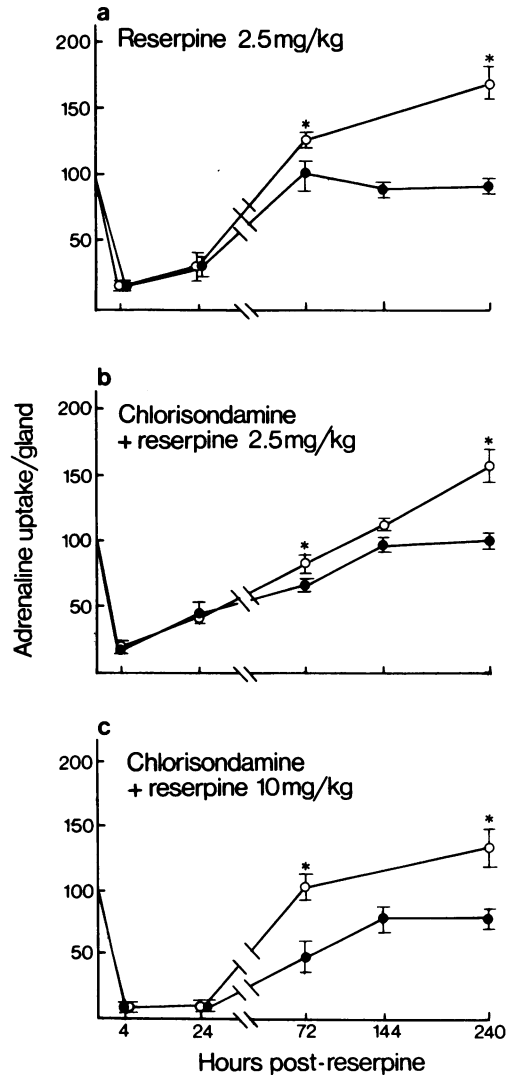 a
Reserpine 2.5mg/kg
*
*
200
150
100
50
b
Chlorisondamine
+ reserpine 2.5mg/kg
*
*
200
150
100
50
Adrenaline uptake/gland
c
Chlorisondamine
+ reserpine 10mg/kg
*
*
200
150
100
50
4 24 72 144 240
Hours post-reserpine